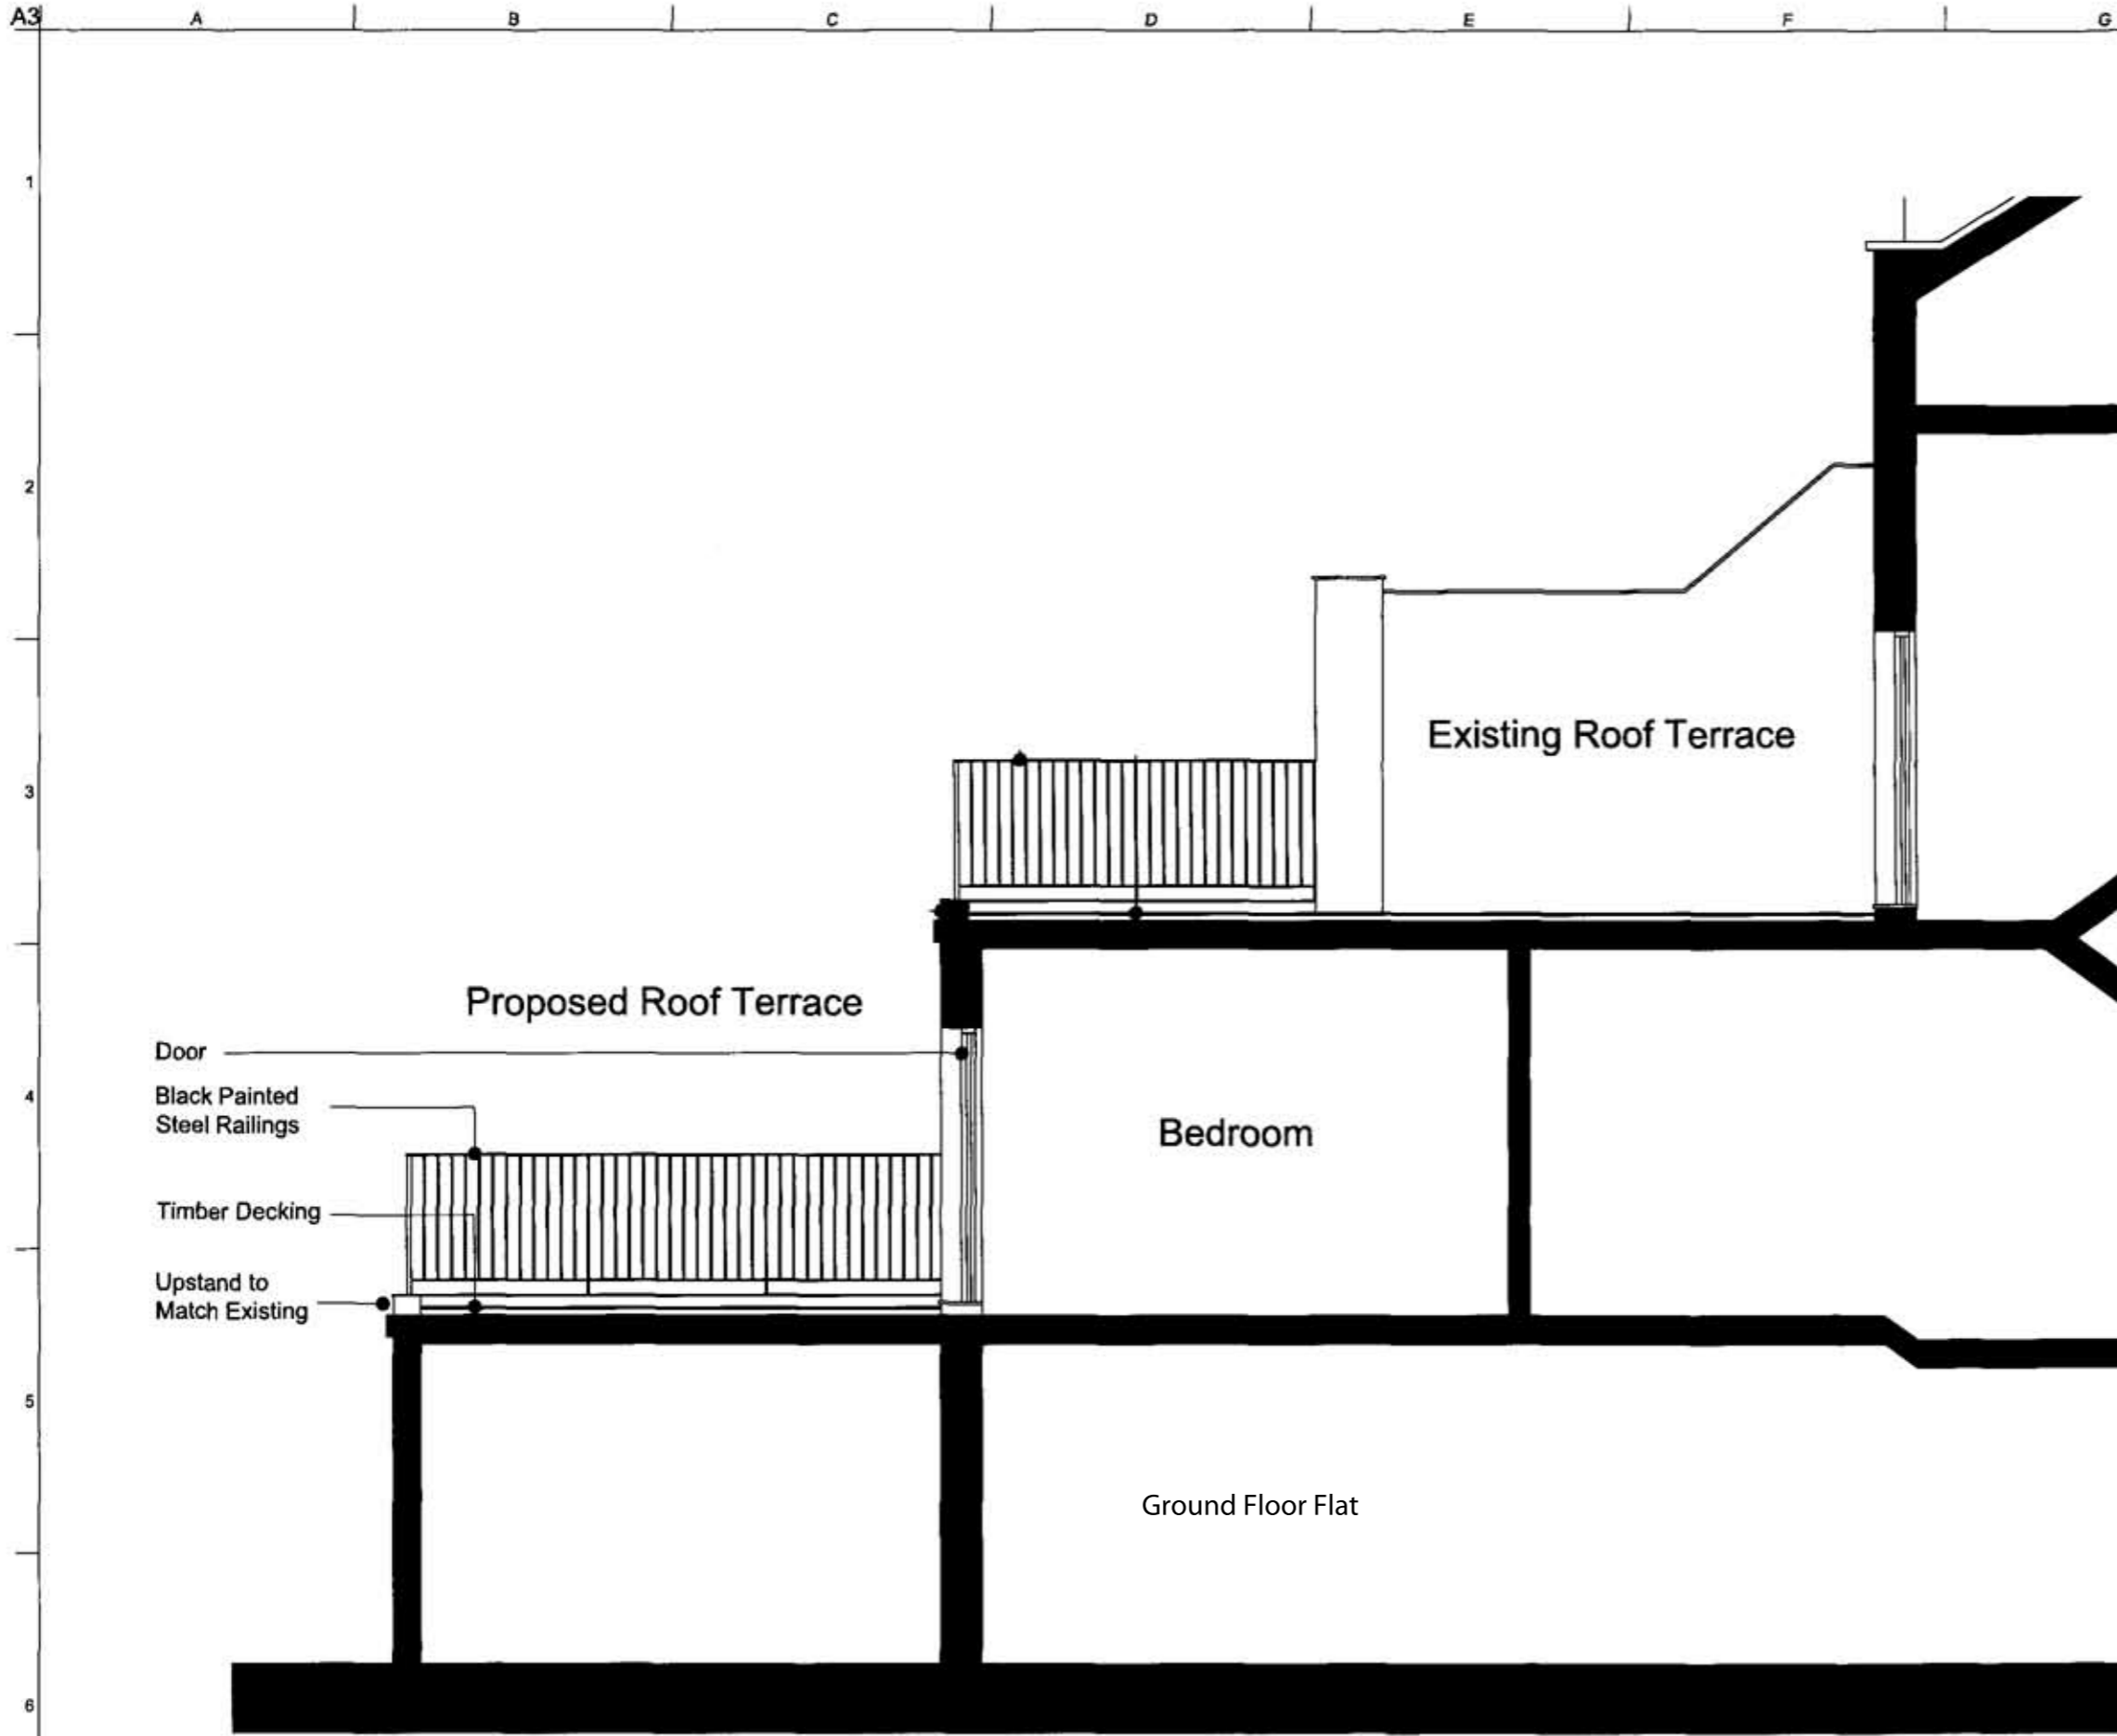 A3
A B C D E F G
1
2
Existing Roof Terrace
3
Proposed Roof Terrace
Door
Black Painted
Steel Railings
4
Bedroom
Timber Decking
Upstand to
Match Existing
5
Ground Floor Flat
6